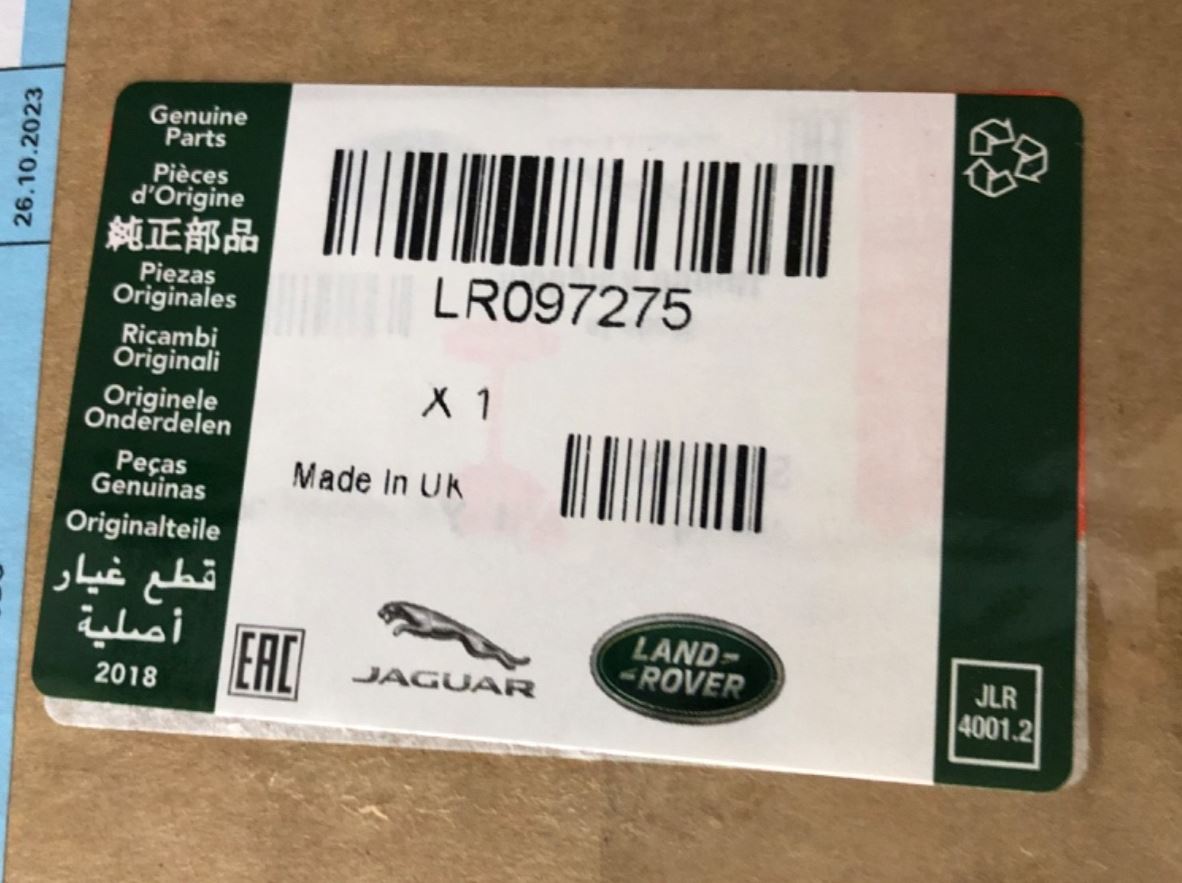 26.10.2023
Genuine
Parts
Pièces
d'Origine
純正部品
Piezas
Originales
Ricambi
Originali
Originele
Onderdelen
Peças
Genuinas
Originalteile
قطع غيار
أصلية
2018
LR097275
X 1
Made In UK
EAC
JAGUAR
LAND-
-ROVER
JLR
4001.2